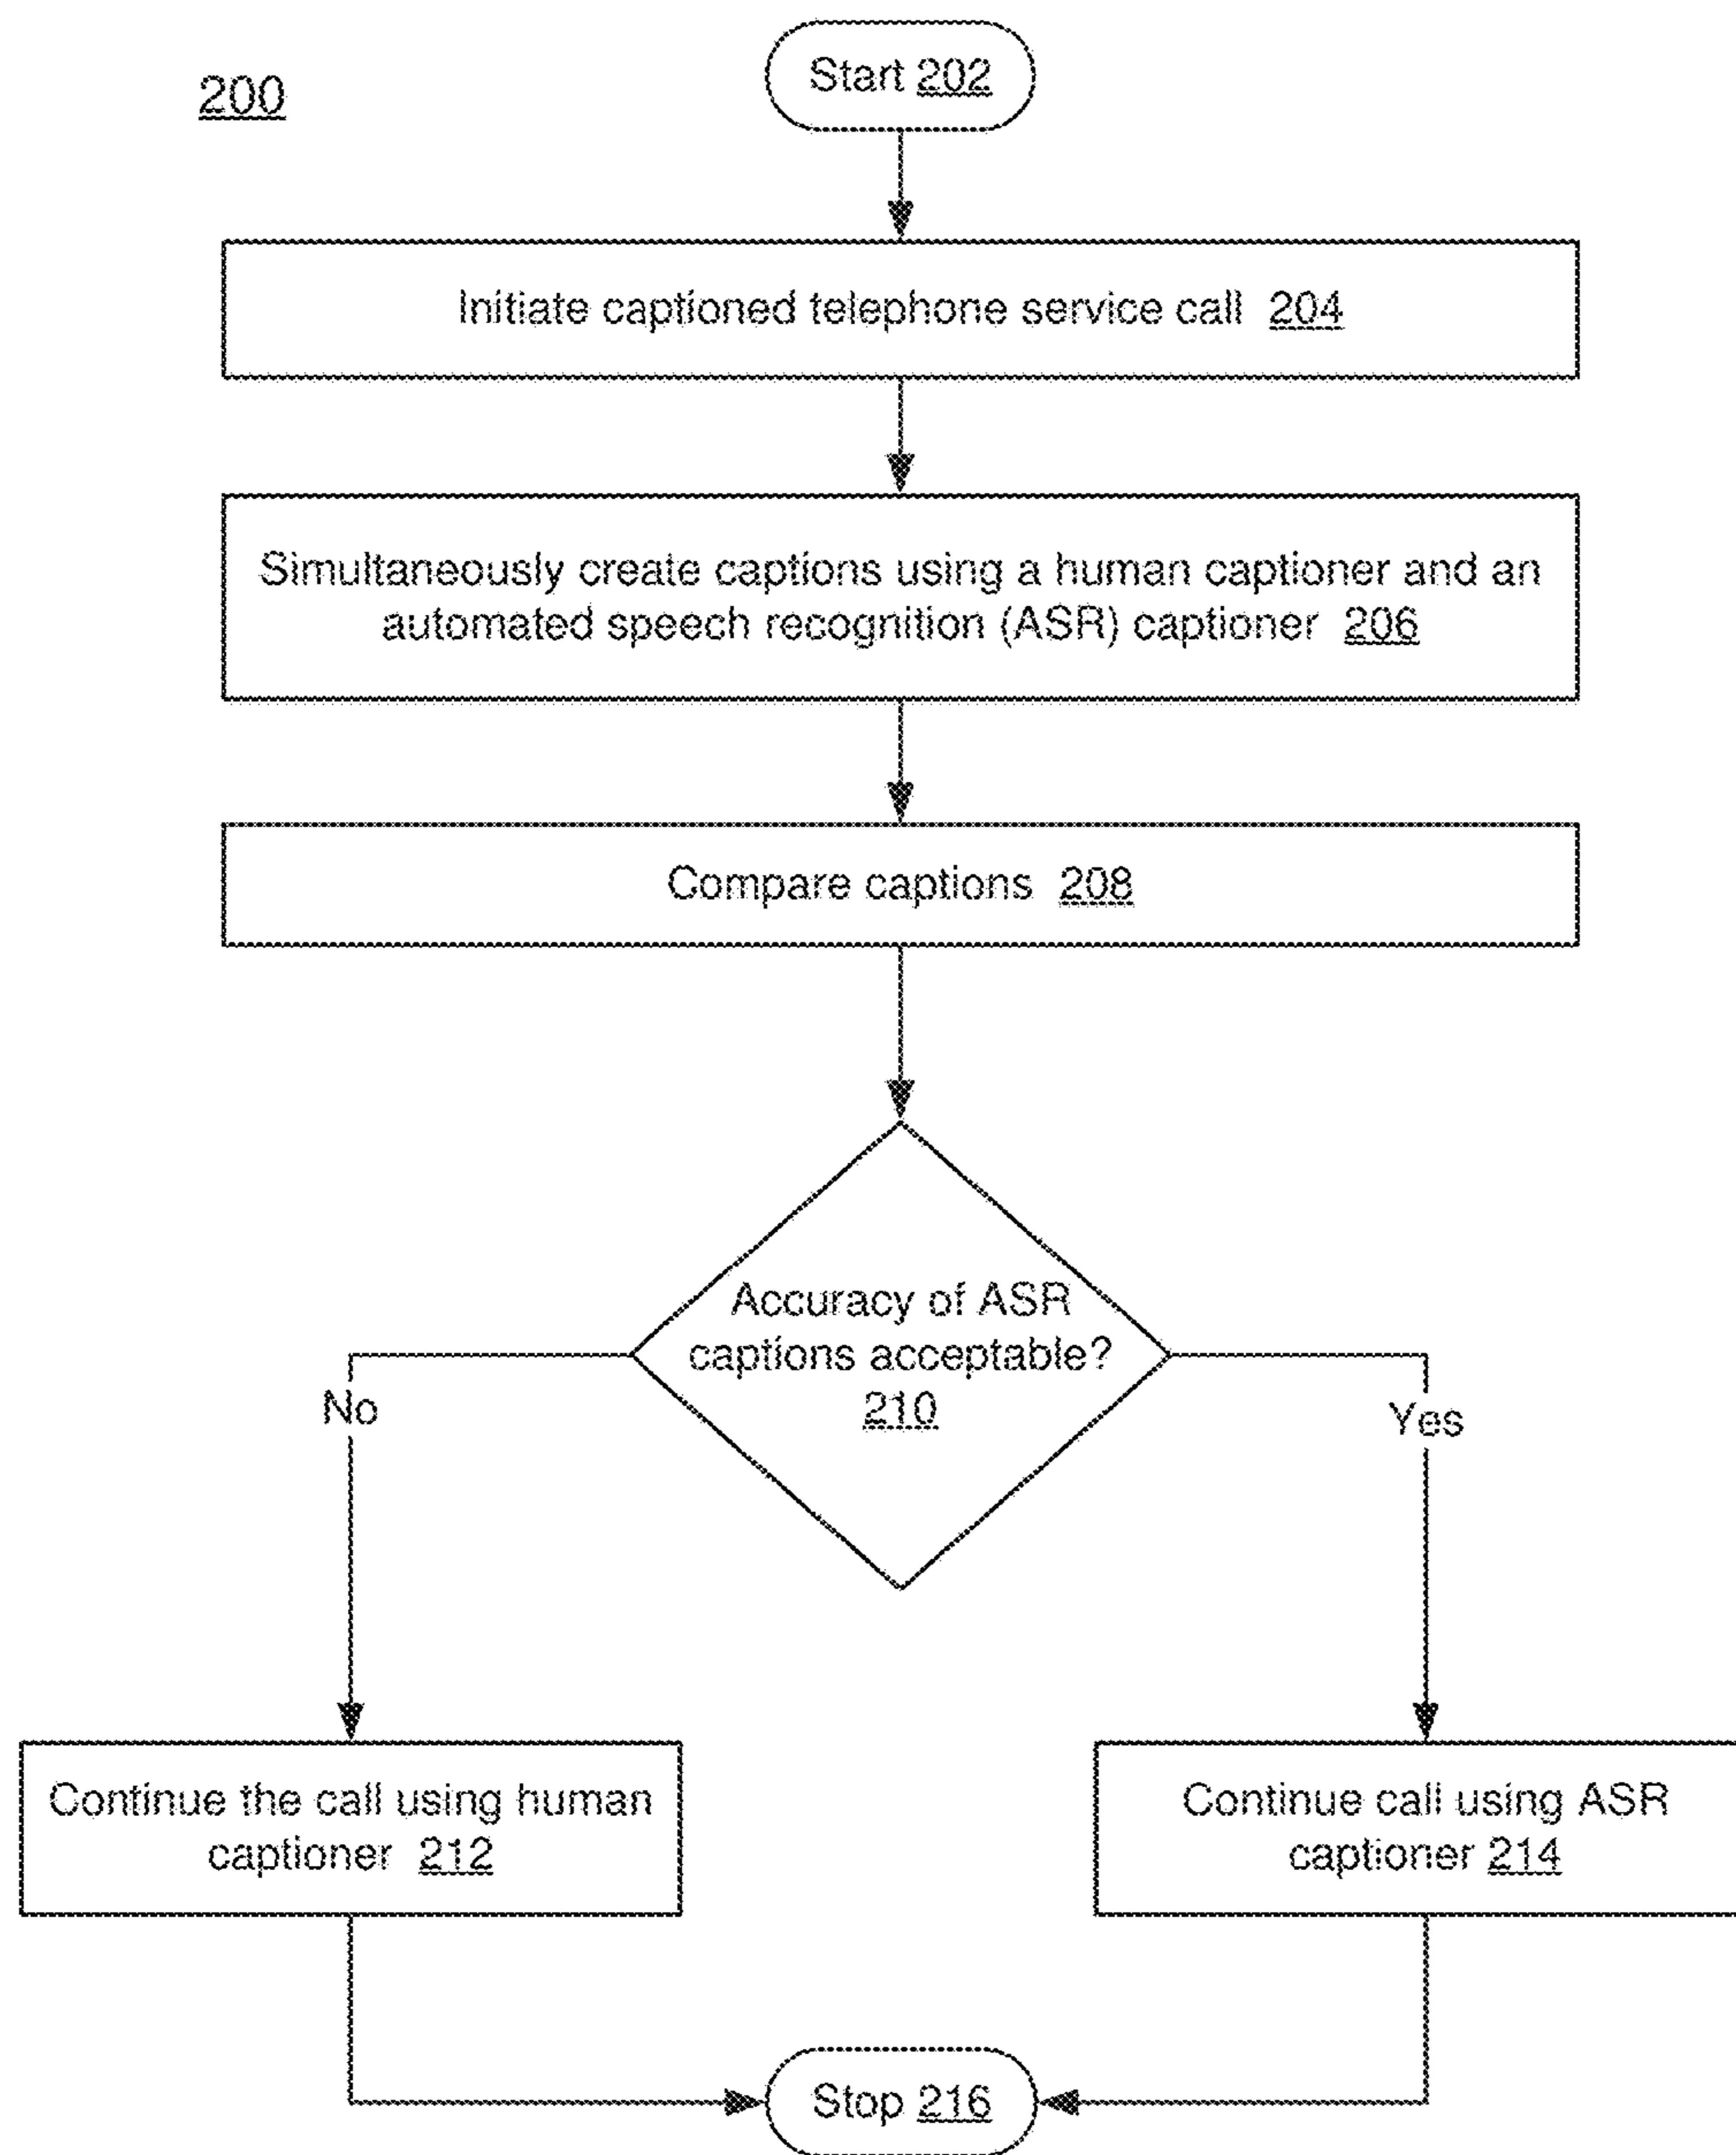 200
Start 202
Initiate captioned telephone service call 204
Simultaneously create captions using a human captioner and an
automated speech recognition (ASR) captioner 206
Compare captions 208
Accuracy of ASR
captions acceptable?
210
No
Yes
Continue the call using human
captioner 212
Continue call using ASR
captioner 214
Stop 216